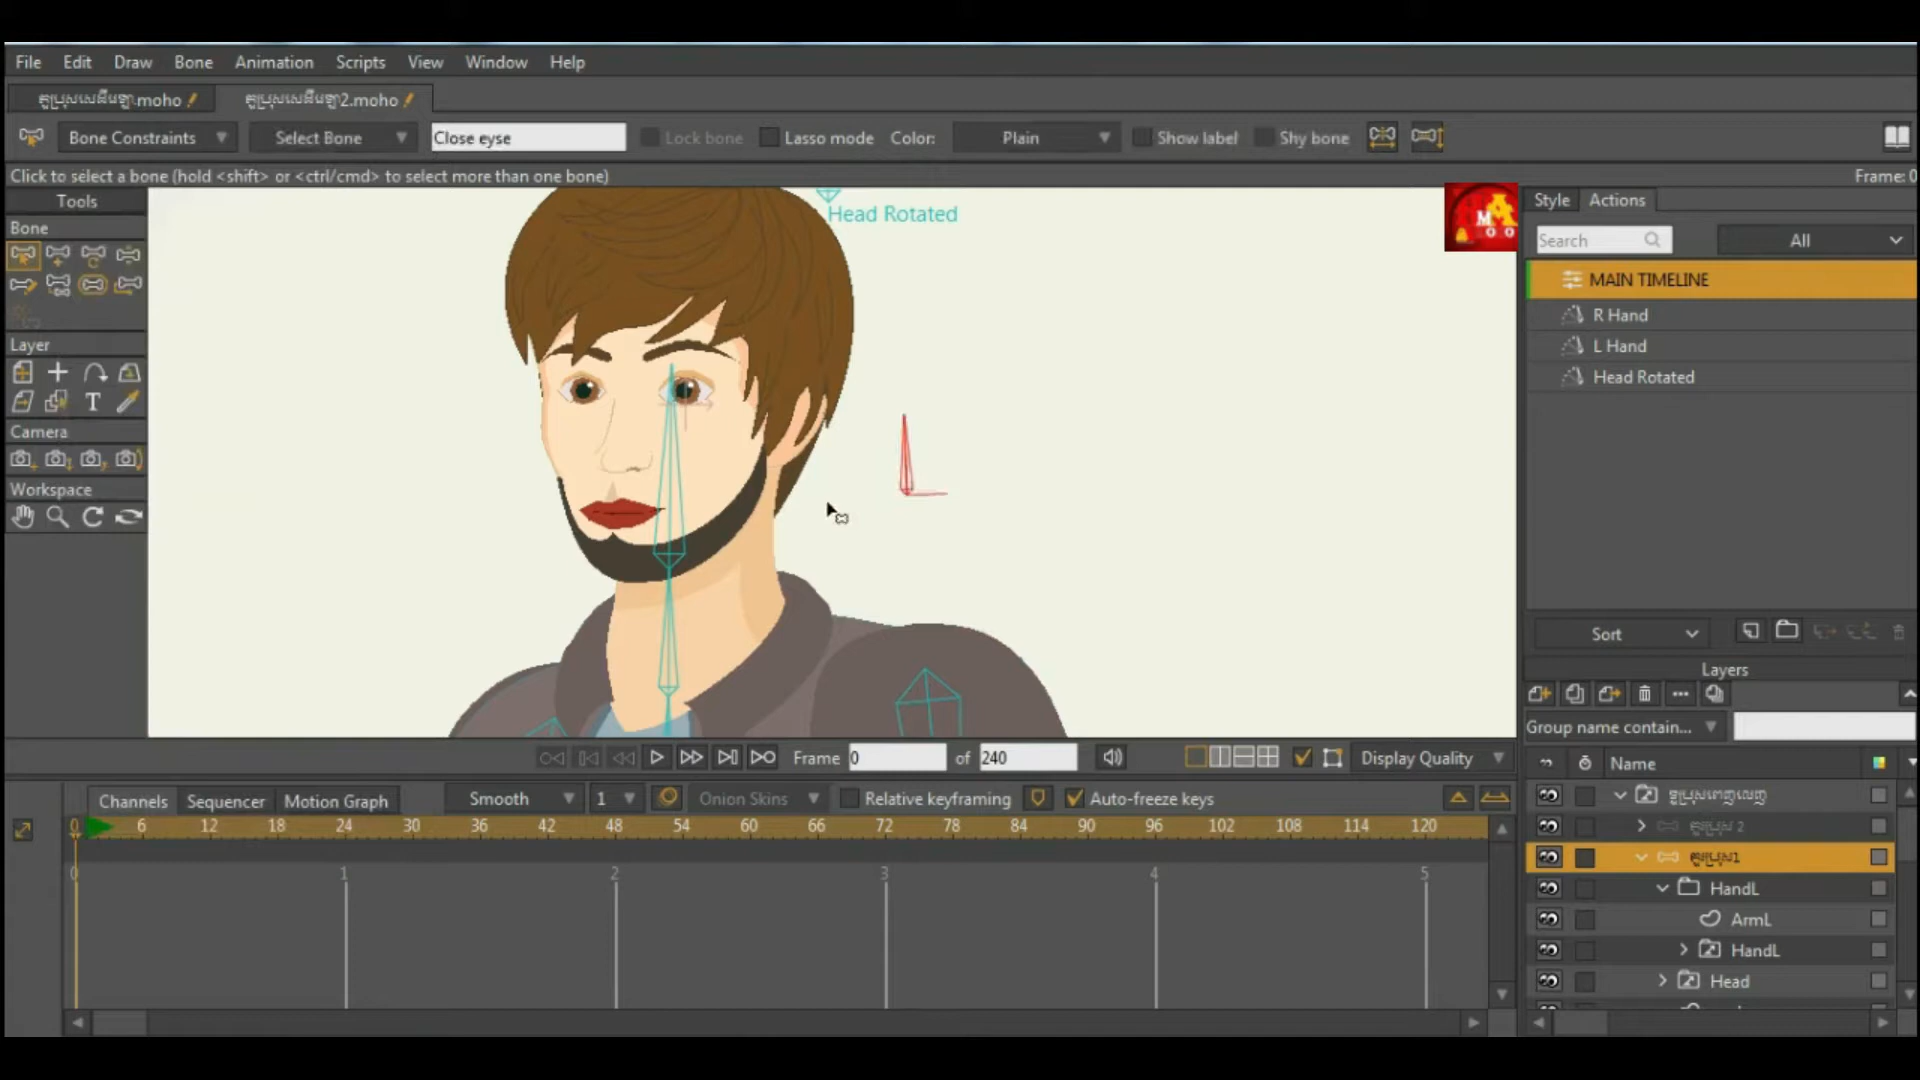 File Edit Draw Bone Animation Scripts View Window Help
.moho
2.moho
Bone Constraints Select Bone Close eyse Lock bone Lasso mode Color: Plain Show label Shy bone
Click to select a bone (hold <shift> or <ctrl/cmd> to select more than one bone) Frame: 0
Tools
Bone
Layer
T
Camera
Workspace
Head Rotated
Style Actions
Search All
MAIN TIMELINE
R Hand
L Hand
Head Rotated
Sort
Layers
Group name contain...
Name
HandL
ArmL
HandL
Head
Frame 0 of 240 Display Quality
Channels Sequencer Motion Graph Smooth 1 Onion Skins Relative keyframing Auto-freeze keys
0 6 12 18 24 30 36 42 48 54 60 66 72 78 84 90 96 102 108 114 120
0 1 2 3 4 5